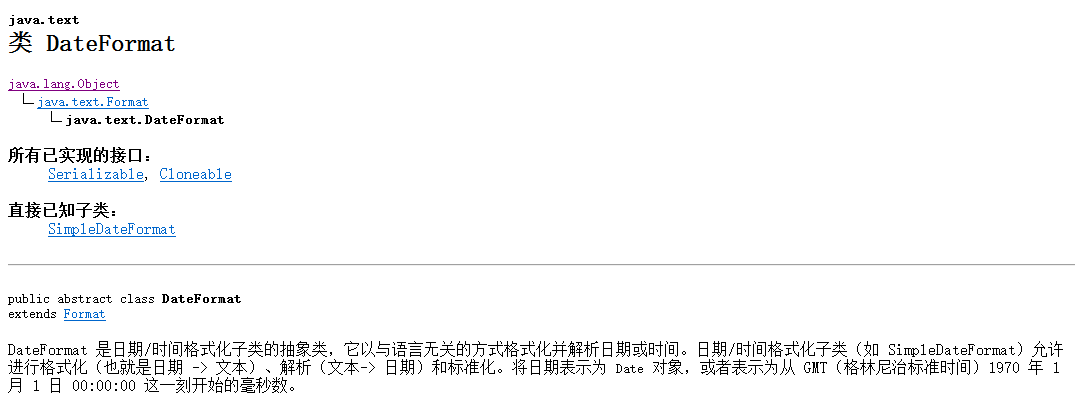 java.text
类 DateFormat
java.lang.Object
java.text.Format
java.text.DateFormat
所有已实现的接口：
Serializable, Cloneable
直接已知子类：
SimpleDateFormat
public abstract class DateFormat
extends Format
DateFormat 是日期/时间格式化子类的抽象类，它以与语言无关的方式格式化并解析日期或时间。日期/时间格式化子类（如 SimpleDateFormat）允许
进行格式化（也就是日期 -> 文本）、解析（文本-> 日期）和标准化。将日期表示为 Date 对象，或者表示为从 GMT（格林尼治标准时间）1970 年 1
月 1 日 00:00:00 这一刻开始的毫秒数。